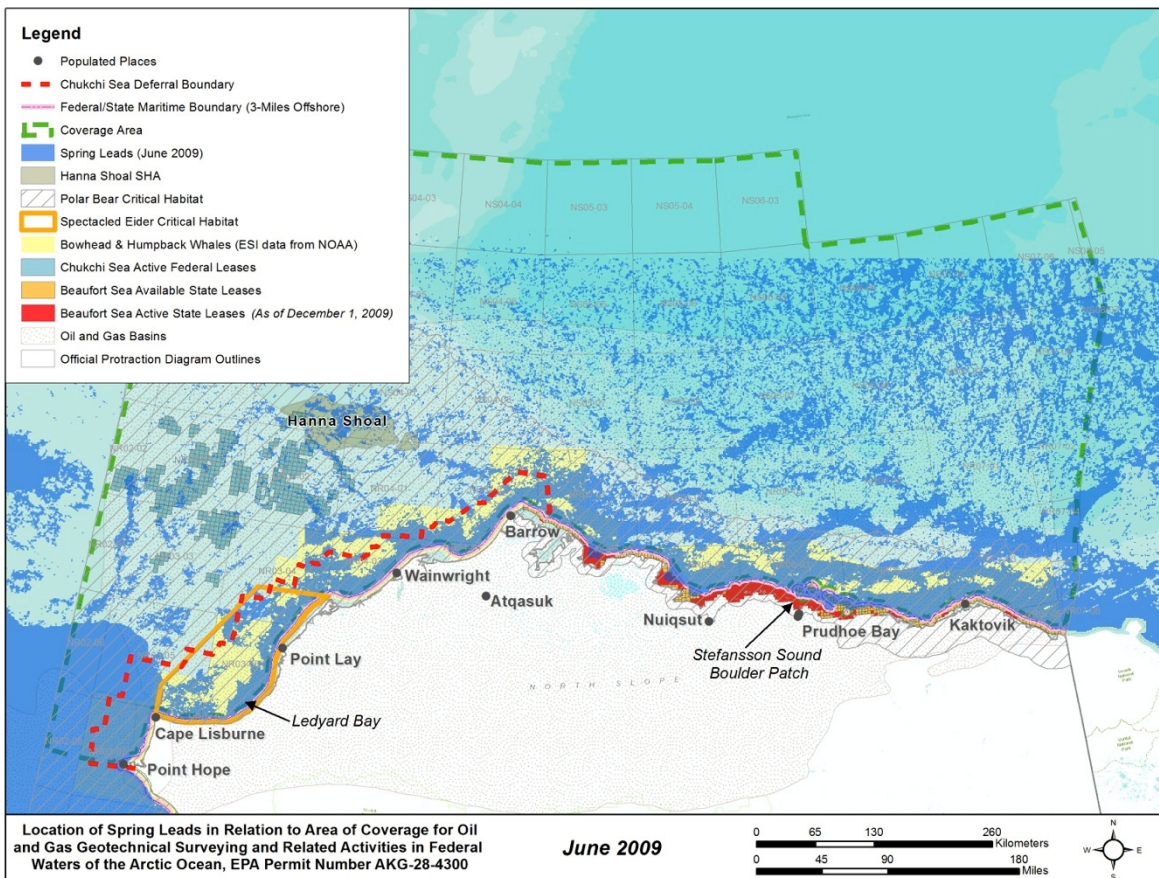 Legend
Populated Places
Chukchi Sea Deferral Boundary
Federal/State Maritime Boundary (3-Miles Offshore)
Coverage Area
Spring Leads (June 2009)
Hanna Shoal SHA
Polar Bear Critical Habitat
Spectacled Eider Critical Habitat
Bowhead & Humpback Whales (ESI data from NOAA)
Chukchi Sea Active Federal Leases
Beaufort Sea Available State Leases
Beaufort Sea Active State Leases (As of December 1, 2009)
Oil and Gas Basins
Official Protraction Diagram Outlines
NS04-04
NS05-03
NS05-04
NS06-03
Hanna Shoal
Barrow
Wainwright
Atqasuk
Nuiqsut
Prudhoe Bay
Kaktovik
Stefansson Sound
Boulder Patch
Point Lay
NORTH SLOPE
Ledyard Bay
Cape Lisburne
Point Hope
Location of Spring Leads in Relation to Area of Coverage for Oil
and Gas Geotechnical Surveying and Related Activities in Federal
Waters of the Arctic Ocean, EPA Permit Number AKG-28-4300
June 2009
0 65 130 260
Kilometers
0 45 90 180
Miles
N
W E
S